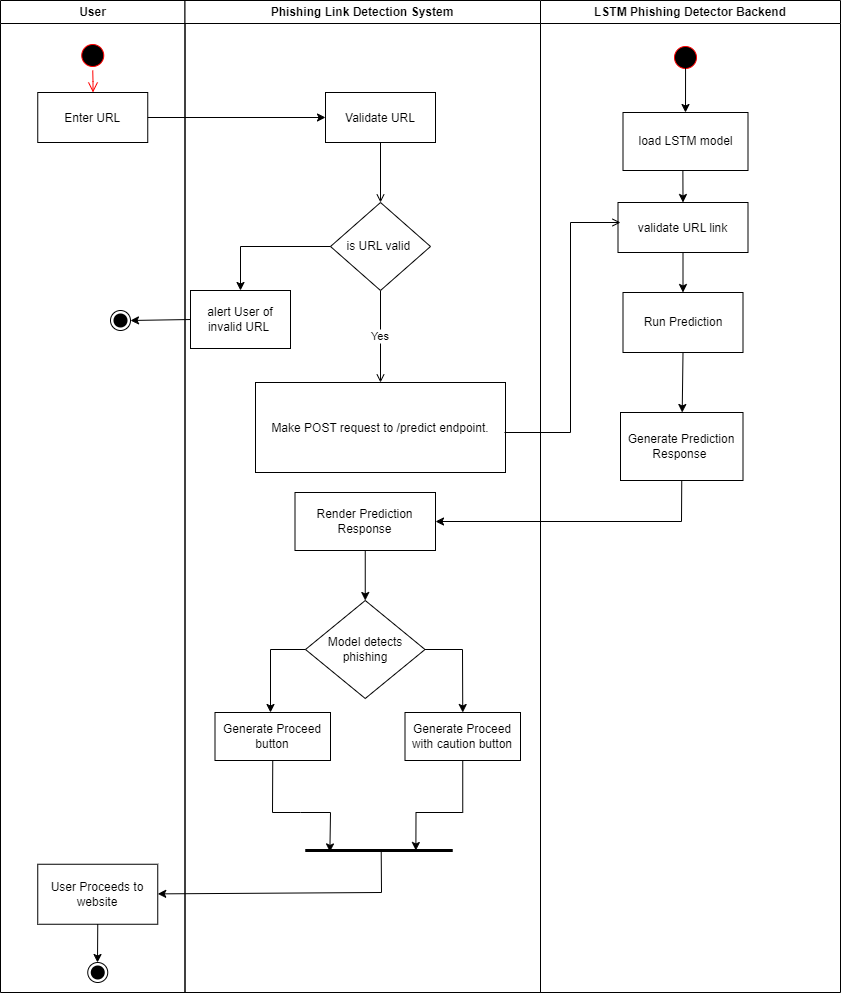 User
Phishing Link Detection System
LSTM Phishing Detector Backend
Enter URL
Validate URL
load LSTM model
validate URL link
is URL valid
alert User of
invalid URL
Yes
Run Prediction
Make POST request to /predict endpoint.
Generate Prediction
Response
Render Prediction
Response
Model detects
phishing
Generate Proceed
button
Generate Proceed
with caution button
User Proceeds to
website